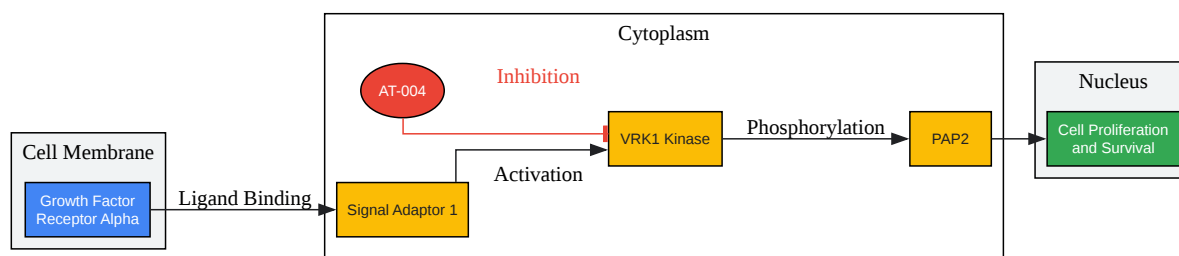 Cell Membrane
Growth Factor
Receptor Alpha
Ligand Binding
Cytoplasm
AT-004
Inhibition
Signal Adaptor 1
Activation
VRK1 Kinase
Phosphorylation
PAP2
Nucleus
Cell Proliferation
and Survival